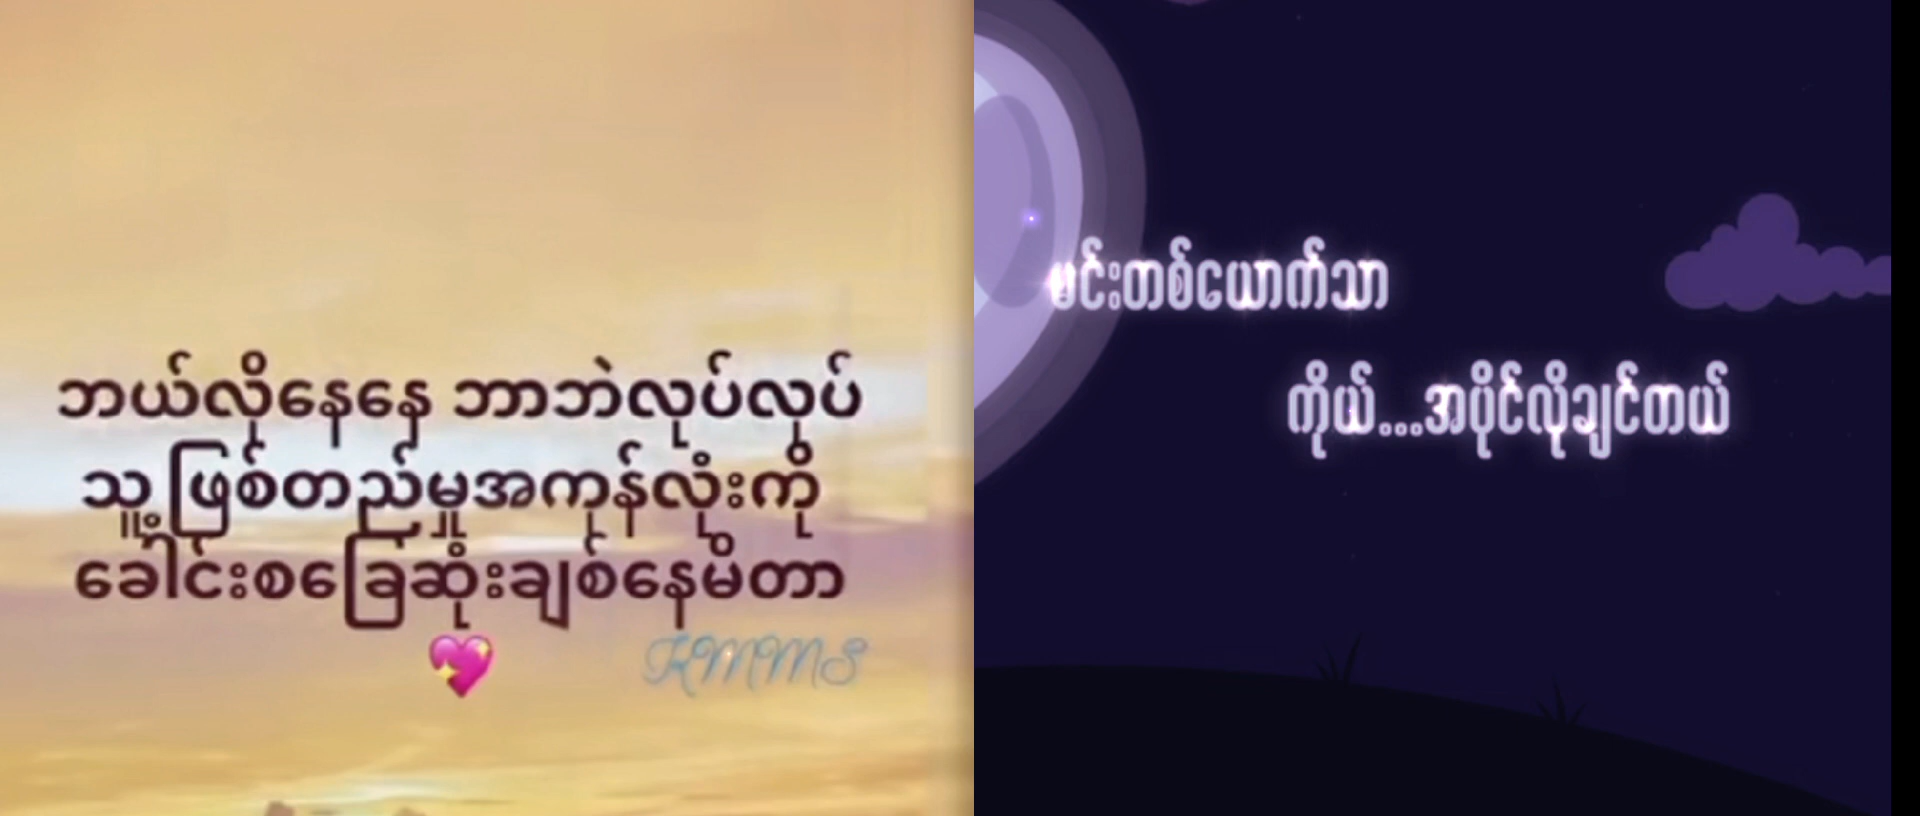 ဘယ်လိုနေနေ ဘာဘဲလုပ်လုပ်
သူ့ဖြစ်တည်မှုအကုန်လုံးကို
ခေါင်းစခြေဆုံးချစ်နေမိတာ
💖
KMMS
မင်းတစ်ယောက်သာ
ကိုယ်...အပိုင်လိုချင်တယ်